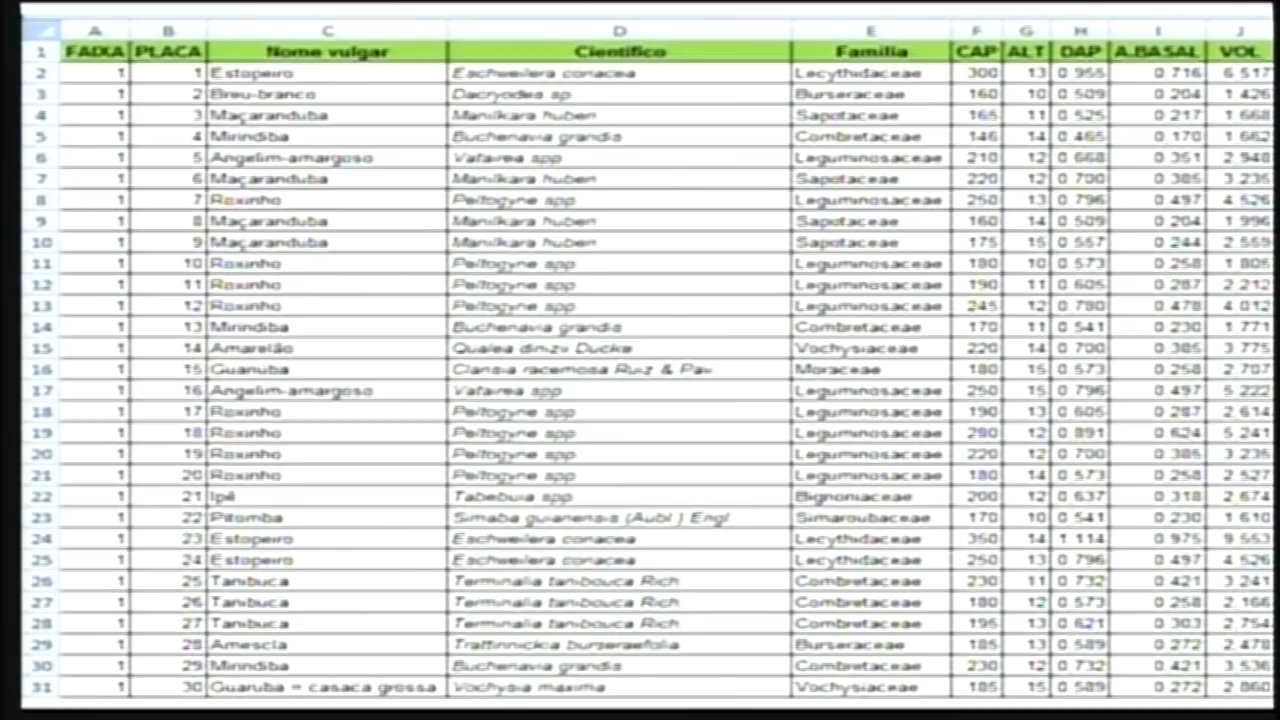 A B C D E F G H I J
1 FAIXA PLACA Nome vulgar Científico Família CAP ALT DAP A.BASAL VOL
2 1 1 Estopeiro Eschweilera coriacea Lecythidaceae 300 13 0.955 0.716 6.517
3 1 2 Breu-branco Dacryodes sp Burseraceae 160 10 0.509 0.204 1.426
4 1 3 Maçaranduba Manilkara huberi Sapotaceae 165 11 0.525 0.217 1.668
5 1 4 Mirindiba Buchenavia grandis Combretaceae 146 14 0.465 0.170 1.662
6 1 5 Angelim-amargoso Vatairea spp Leguminosaceae 210 12 0.668 0.351 2.948
7 1 6 Maçaranduba Manilkara huberi Sapotaceae 220 12 0.700 0.385 3.235
8 1 7 Roxinho Peltogyne spp Leguminosaceae 250 13 0.796 0.497 4.526
9 1 8 Maçaranduba Manilkara huberi Sapotaceae 160 14 0.509 0.204 1.996
10 1 9 Maçaranduba Manilkara huberi Sapotaceae 175 15 0.557 0.244 2.559
11 1 10 Roxinho Peltogyne spp Leguminosaceae 180 10 0.573 0.258 1.805
12 1 11 Roxinho Peltogyne spp Leguminosaceae 190 11 0.605 0.287 2.212
13 1 12 Roxinho Peltogyne spp Leguminosaceae 245 12 0.780 0.478 4.012
14 1 13 Mirindiba Buchenavia grandis Combretaceae 170 11 0.541 0.230 1.771
15 1 14 Amarelão Qualea dinizii Ducke Vochysiaceae 220 14 0.700 0.385 3.775
16 1 15 Guariuba Clarisia racemosa Ruiz & Pav. Moraceae 180 15 0.573 0.258 2.707
17 1 16 Angelim-amargoso Vatairea spp Leguminosaceae 250 15 0.796 0.497 5.222
18 1 17 Roxinho Peltogyne spp Leguminosaceae 190 13 0.605 0.287 2.614
19 1 18 Roxinho Peltogyne spp Leguminosaceae 280 12 0.891 0.624 5.241
20 1 19 Roxinho Peltogyne spp Leguminosaceae 220 12 0.700 0.385 3.235
21 1 20 Roxinho Peltogyne spp Leguminosaceae 180 14 0.573 0.258 2.527
22 1 21 Ipê Tabebuia spp Bignoniaceae 200 12 0.637 0.318 2.674
23 1 22 Pitomba Simaba guianensis (Aubl.) Engl Simaroubaceae 170 10 0.541 0.230 1.610
24 1 23 Estopeiro Eschweilera coriacea Lecythidaceae 350 14 1.114 0.975 9.553
25 1 24 Estopeiro Eschweilera coriacea Lecythidaceae 250 13 0.796 0.497 4.526
26 1 25 Tanibuca Terminalia tanibouca Rich Combretaceae 230 11 0.732 0.421 3.241
27 1 26 Tanibuca Terminalia tanibouca Rich Combretaceae 180 12 0.573 0.258 2.166
28 1 27 Tanibuca Terminalia tanibouca Rich Combretaceae 195 13 0.621 0.303 2.754
29 1 28 Amescla Trattinnickia burseraefolia Burseraceae 185 13 0.589 0.272 2.478
30 1 29 Mirindiba Buchenavia grandis Combretaceae 230 12 0.732 0.421 3.536
31 1 30 Guaruba = casaca grossa Vochysia maxima Vochysiaceae 185 15 0.589 0.272 2.860